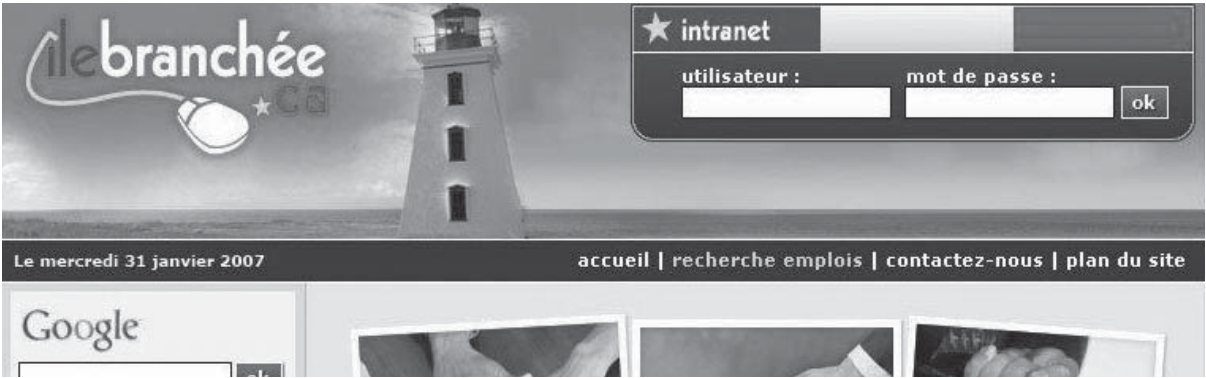 îlebranchée
.ca
intranet
utilisateur :
mot de passe :
ok
Le mercredi 31 janvier 2007
accueil | recherche emplois | contactez-nous | plan du site
Google
ok